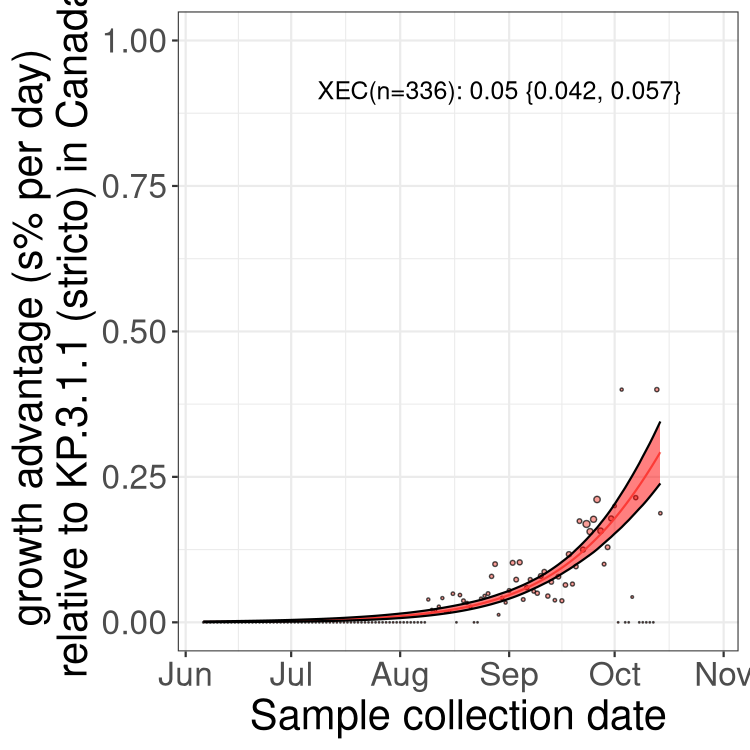 growth advantage (s% per day)
relative to KP.3.1.1 (stricto) in Canada
1.00
0.75
0.50
0.25
0.00
XEC(n=336): 0.05 {0.042, 0.057}
Jun Jul Aug Sep Oct Nov
Sample collection date